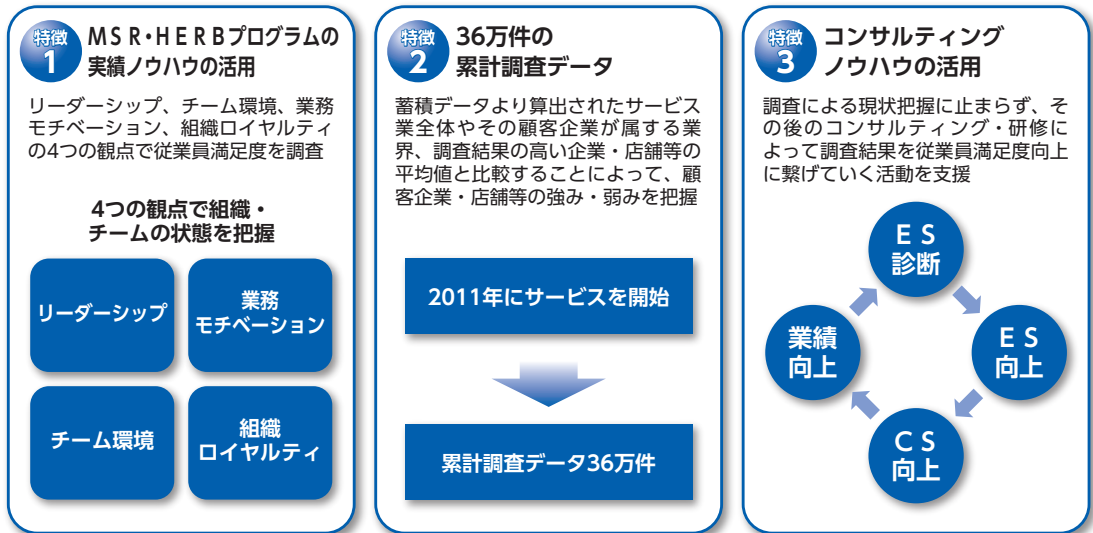 特徴
1
MSR・HERBプログラムの
実績ノウハウの活用
リーダーシップ、チーム環境、業務
モチベーション、組織ロイヤルティ
の4つの観点で従業員満足度を調査
4つの観点で組織・
チームの状態を把握
リーダーシップ
業務
モチベーション
チーム環境
組織
ロイヤルティ
特徴
2
36万件の
累計調査データ
蓄積データより算出されたサービス
業全体やその顧客企業が属する業
界、調査結果の高い企業・店舗等の
平均値と比較することによって、顧
客企業・店舗等の強み・弱みを把握
2011年にサービスを開始
累計調査データ36万件
特徴
3
コンサルティング
ノウハウの活用
調査による現状把握に止まらず、そ
の後のコンサルティング・研修に
よって調査結果を従業員満足度向上
に繋げていく活動を支援
ES
診断
ES
向上
CS
向上
業績
向上